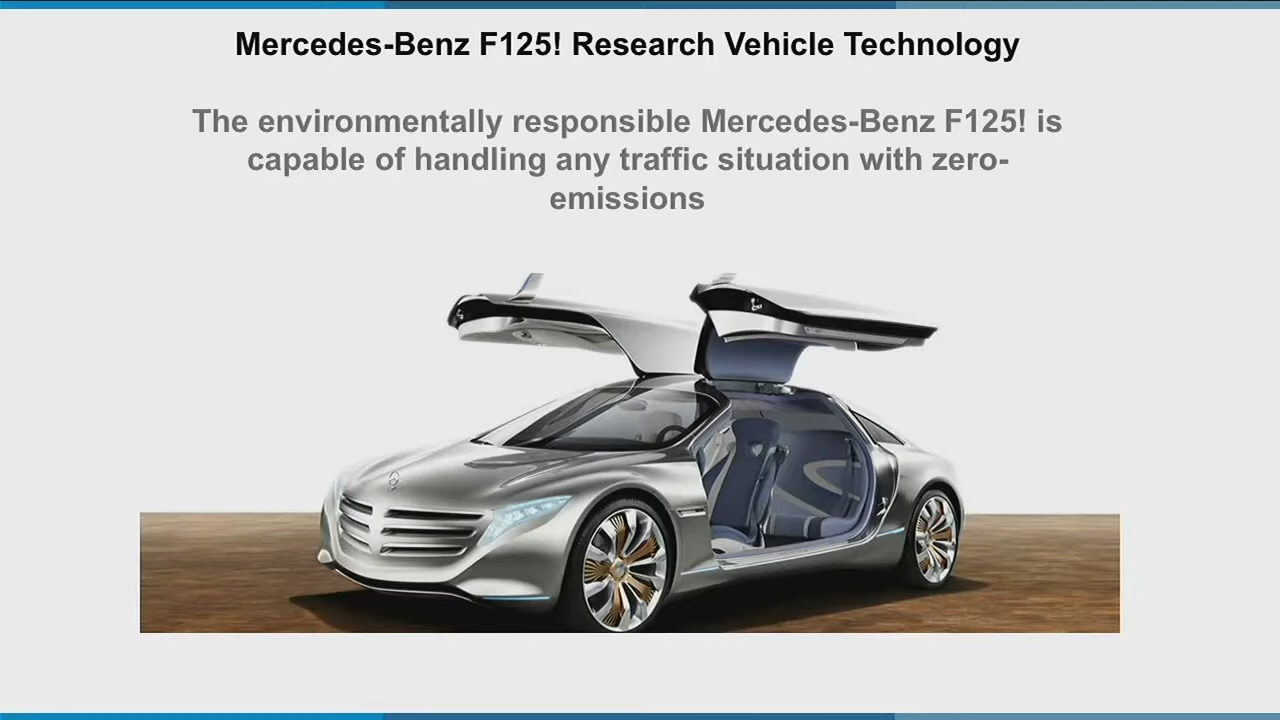 Mercedes-Benz F125! Research Vehicle Technology
The environmentally responsible Mercedes-Benz F125! is
capable of handling any traffic situation with zero-
emissions